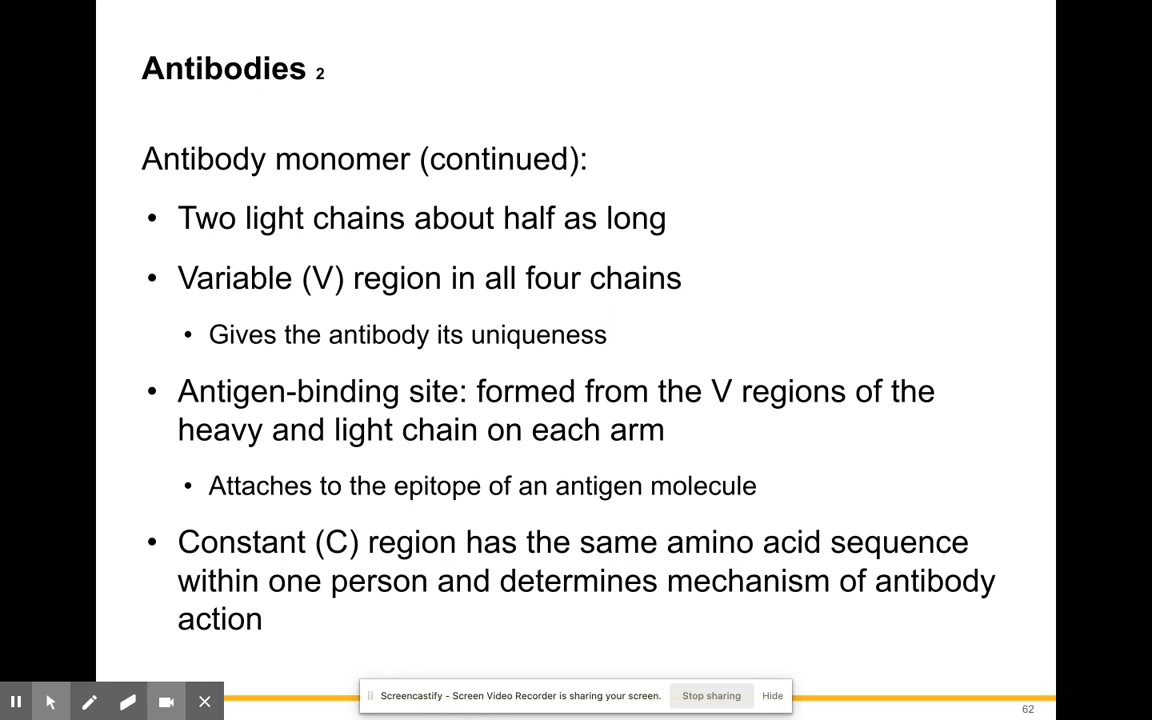 Antibodies 2
Antibody monomer (continued):
• Two light chains about half as long
• Variable (V) region in all four chains
• Gives the antibody its uniqueness
• Antigen-binding site: formed from the V regions of the
heavy and light chain on each arm
• Attaches to the epitope of an antigen molecule
• Constant (C) region has the same amino acid sequence
within one person and determines mechanism of antibody
action
Screencastify - Screen Video Recorder is sharing your screen. Stop sharing Hide
62